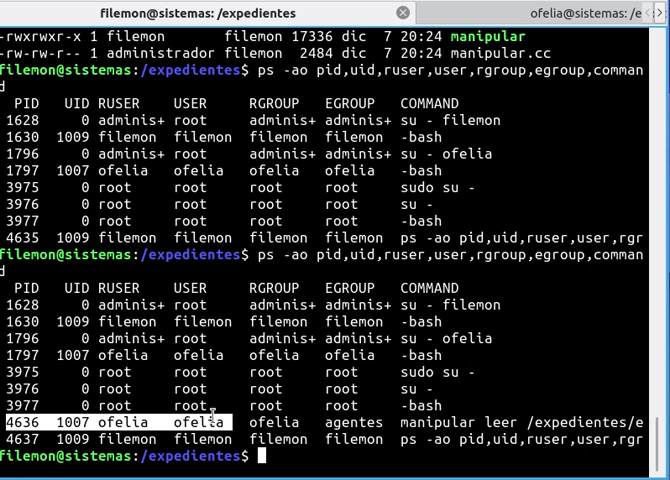 filemon@sistemas: /expedientes
ofelia@sistemas: /e
-rwxrwxr-x 1 filemon filemon 17336 dic 7 20:24 manipular
-rw-rw-r-- 1 administrador filemon 2484 dic 7 20:24 manipular.cc
filemon@sistemas:/expedientes$ ps -ao pid,uid,ruser,user,rgroup,egroup,comman
d
PID UID RUSER USER RGROUP EGROUP COMMAND
1628 0 adminis+ root adminis+ adminis+ su - filemon
1630 1009 filemon filemon filemon filemon -bash
1796 0 adminis+ root adminis+ adminis+ su - ofelia
1797 1007 ofelia ofelia ofelia ofelia -bash
3975 0 root root root root sudo su -
3976 0 root root root root su -
3977 0 root root root root -bash
4635 1009 filemon filemon filemon filemon ps -ao pid,uid,ruser,user,rgr
filemon@sistemas:/expedientes$ ps -ao pid,uid,ruser,user,rgroup,egroup,comman
d
PID UID RUSER USER RGROUP EGROUP COMMAND
1628 0 adminis+ root adminis+ adminis+ su - filemon
1630 1009 filemon filemon filemon filemon -bash
1796 0 adminis+ root adminis+ adminis+ su - ofelia
1797 1007 ofelia ofelia ofelia ofelia -bash
3975 0 root root root root sudo su -
3976 0 root root root root su -
3977 0 root root root root -bash
4636 1007 ofelia ofelia ofelia agentes manipular leer /expedientes/e
4637 1009 filemon filemon filemon filemon ps -ao pid,uid,ruser,user,rgr
filemon@sistemas:/expedientes$